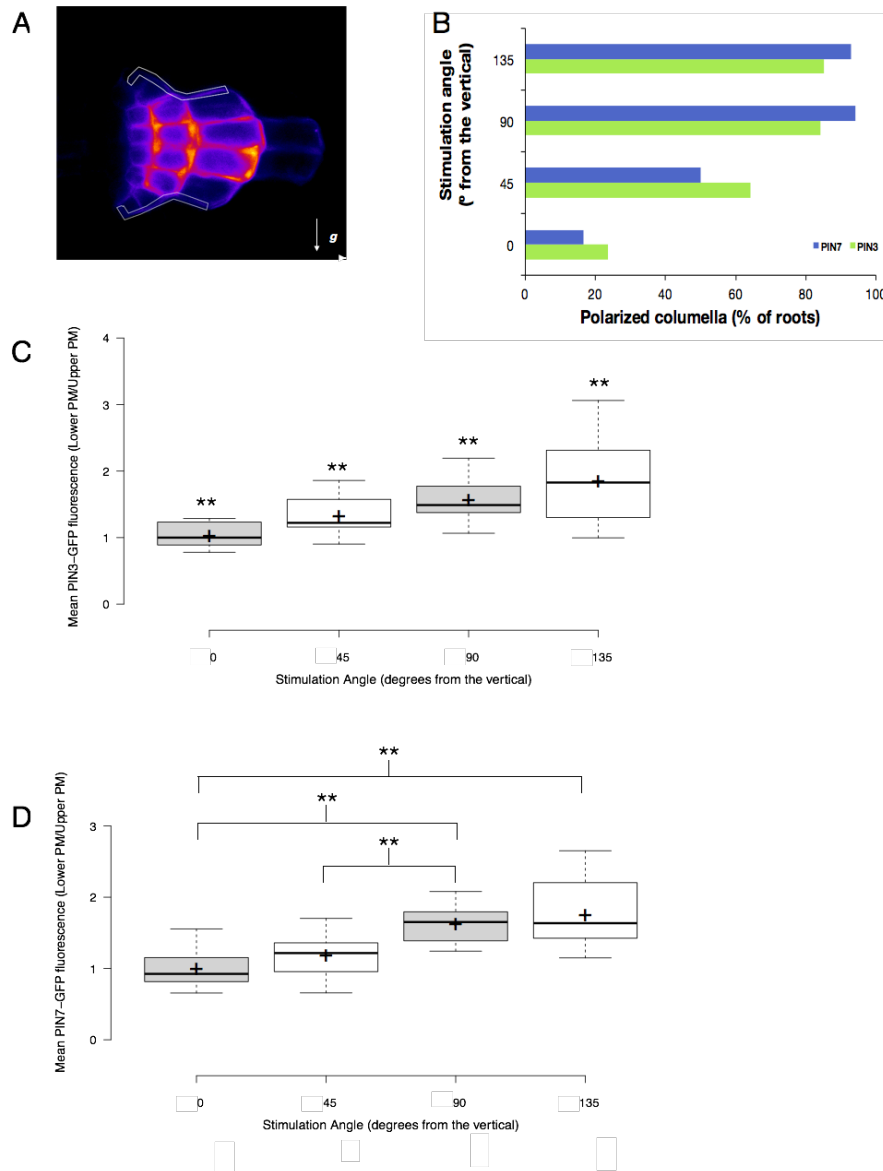 A
g
B
Stimulation angle
(º from the vertical)
135
90
45
0
PIN7 PIN3
0 20 40 60 80 100
Polarized columella (% of roots)
C
Mean PIN3−GFP fluorescence (Lower PM/Upper PM)
4
3
2
1
0
** ** ** **
0 45 90 135
Stimulation Angle (degrees from the vertical)
D
Mean PIN7−GFP fluorescence (Lower PM/Upper PM)
**
**
**
3
2
1
0
0 45 90 135
Stimulation Angle (degrees from the vertical)